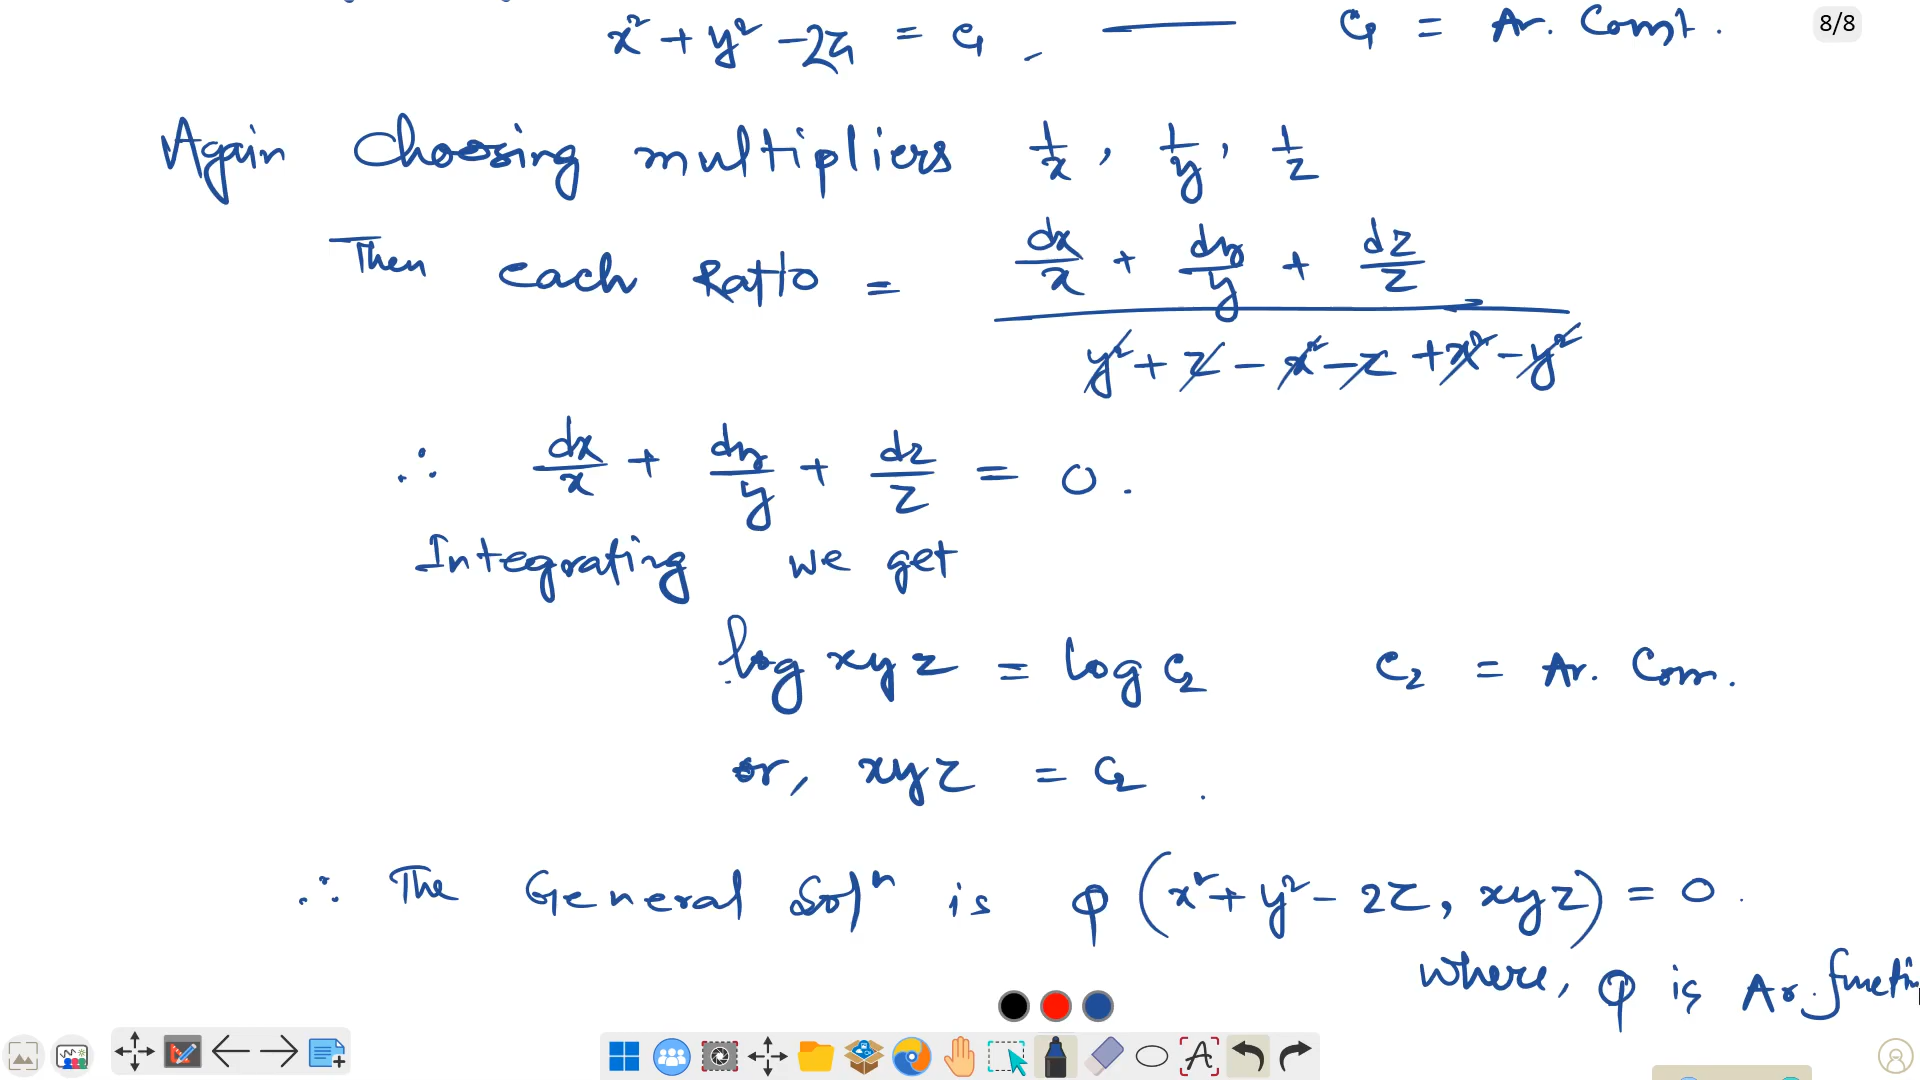 x² + y² - 2z = c₁ , —— c₁ = Ar. Const.
8/8
Again choosing multipliers 1/x, 1/y, 1/z
Then each Ratio = (dx/x + dy/y + dz/z) / (y² + z - x² - z + x² - y²)
∴ dx/x + dy/y + dz/z = 0.
Integrating we get
log xyz = log c₂ c₂ = Ar. Con.
or, xyz = c₂ .
∴ The General Solⁿ is φ (x² + y² - 2z, xyz) = 0.
where, φ is Ar. functi